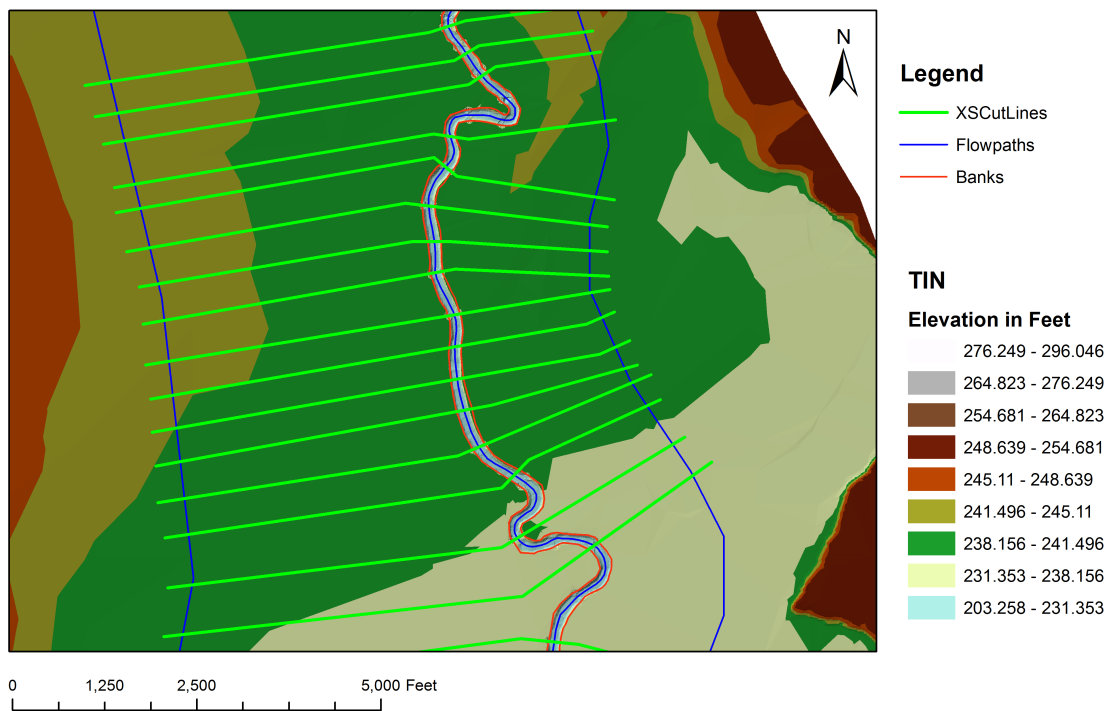 N
Legend
XSCutLines
Flowpaths
Banks
TIN
Elevation in Feet
276.249 - 296.046
264.823 - 276.249
254.681 - 264.823
248.639 - 254.681
245.11 - 248.639
241.496 - 245.11
238.156 - 241.496
231.353 - 238.156
203.258 - 231.353
0 1,250 2,500 5,000 Feet